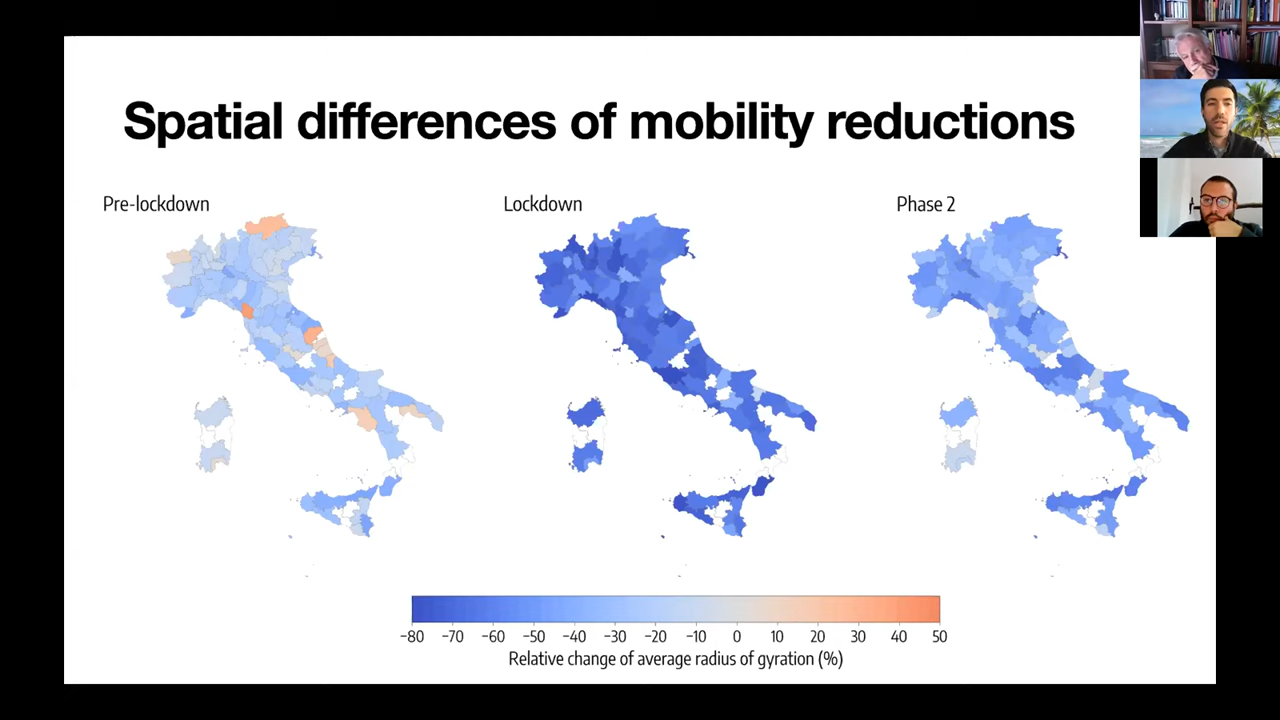 Spatial differences of mobility reductions
Pre-lockdown
Lockdown
Phase 2
−80 −70 −60 −50 −40 −30 −20 −10 0 10 20 30 40 50
Relative change of average radius of gyration (%)